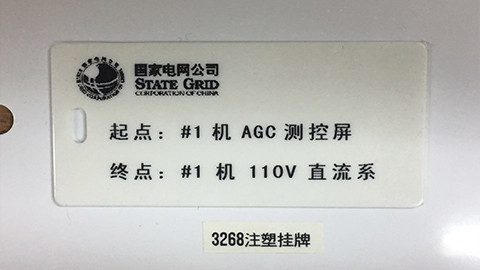 国家电网公司
STATE GRID
CORPORATION OF CHINA
起点：#1 机 AGC 测控屏
终点：#1 机 110V 直流系
3268注塑挂牌